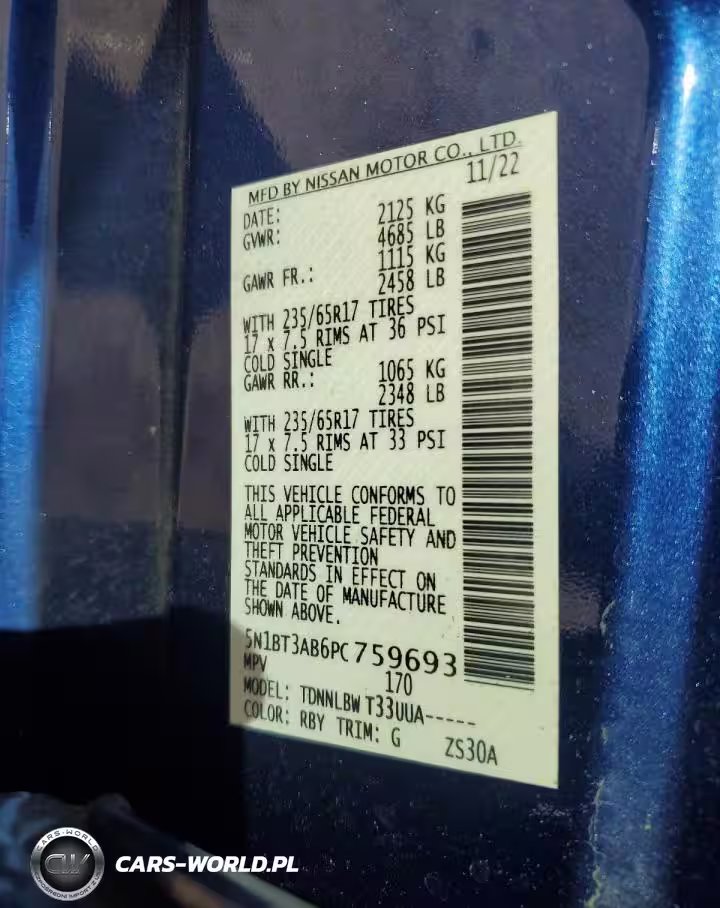 MFD BY NISSAN MOTOR CO., LTD.
DATE: 11/22
GVWR: 2125 KG
4685 LB
GAWR FR.: 1115 KG
2458 LB
WITH 235/65R17 TIRES
17 x 7.5 RIMS AT 36 PSI
COLD SINGLE
GAWR RR.: 1065 KG
2348 LB
WITH 235/65R17 TIRES
17 x 7.5 RIMS AT 33 PSI
COLD SINGLE
THIS VEHICLE CONFORMS TO
ALL APPLICABLE FEDERAL
MOTOR VEHICLE SAFETY AND
THEFT PREVENTION
STANDARDS IN EFFECT ON
THE DATE OF MANUFACTURE
SHOWN ABOVE.
5N1BT3AB6PC759693
MPV 170
MODEL: TDNNLBW T33UUA-----
COLOR: RBY TRIM: G ZS30A
CARS-WORLD
CW
CARS-WORLD.PL